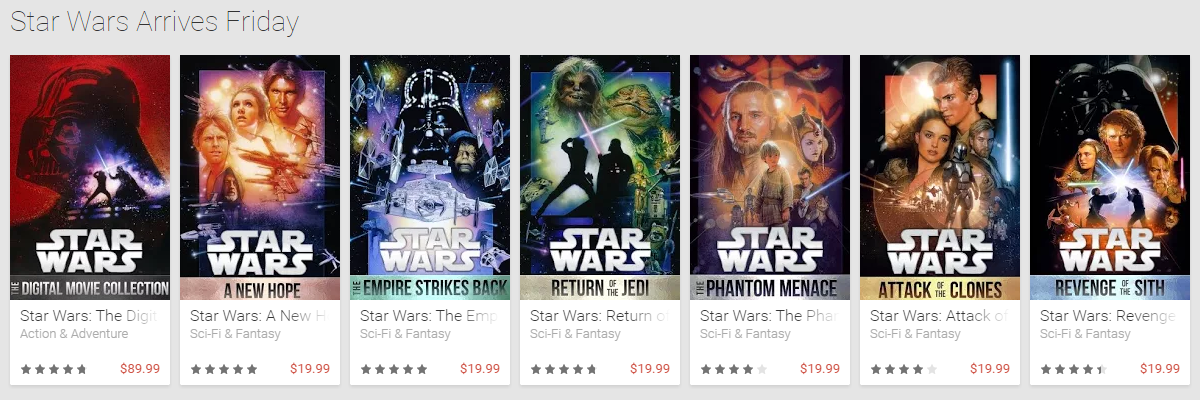 Star Wars Arrives Friday
STAR WARS
THE DIGITAL MOVIE COLLECTION
Star Wars: The Digit
Action & Adventure
$89.99
STAR WARS
A NEW HOPE
Star Wars: A New H
Sci-Fi & Fantasy
$19.99
STAR WARS
THE EMPIRE STRIKES BACK
Star Wars: The Emp
Sci-Fi & Fantasy
$19.99
STAR WARS
RETURN OF THE JEDI
Star Wars: Return of
Sci-Fi & Fantasy
$19.99
STAR WARS
THE PHANTOM MENACE
Star Wars: The Phan
Sci-Fi & Fantasy
$19.99
STAR WARS
ATTACK OF THE CLONES
Star Wars: Attack of
Sci-Fi & Fantasy
$19.99
STAR WARS
REVENGE OF THE SITH
Star Wars: Revenge
Sci-Fi & Fantasy
$19.99